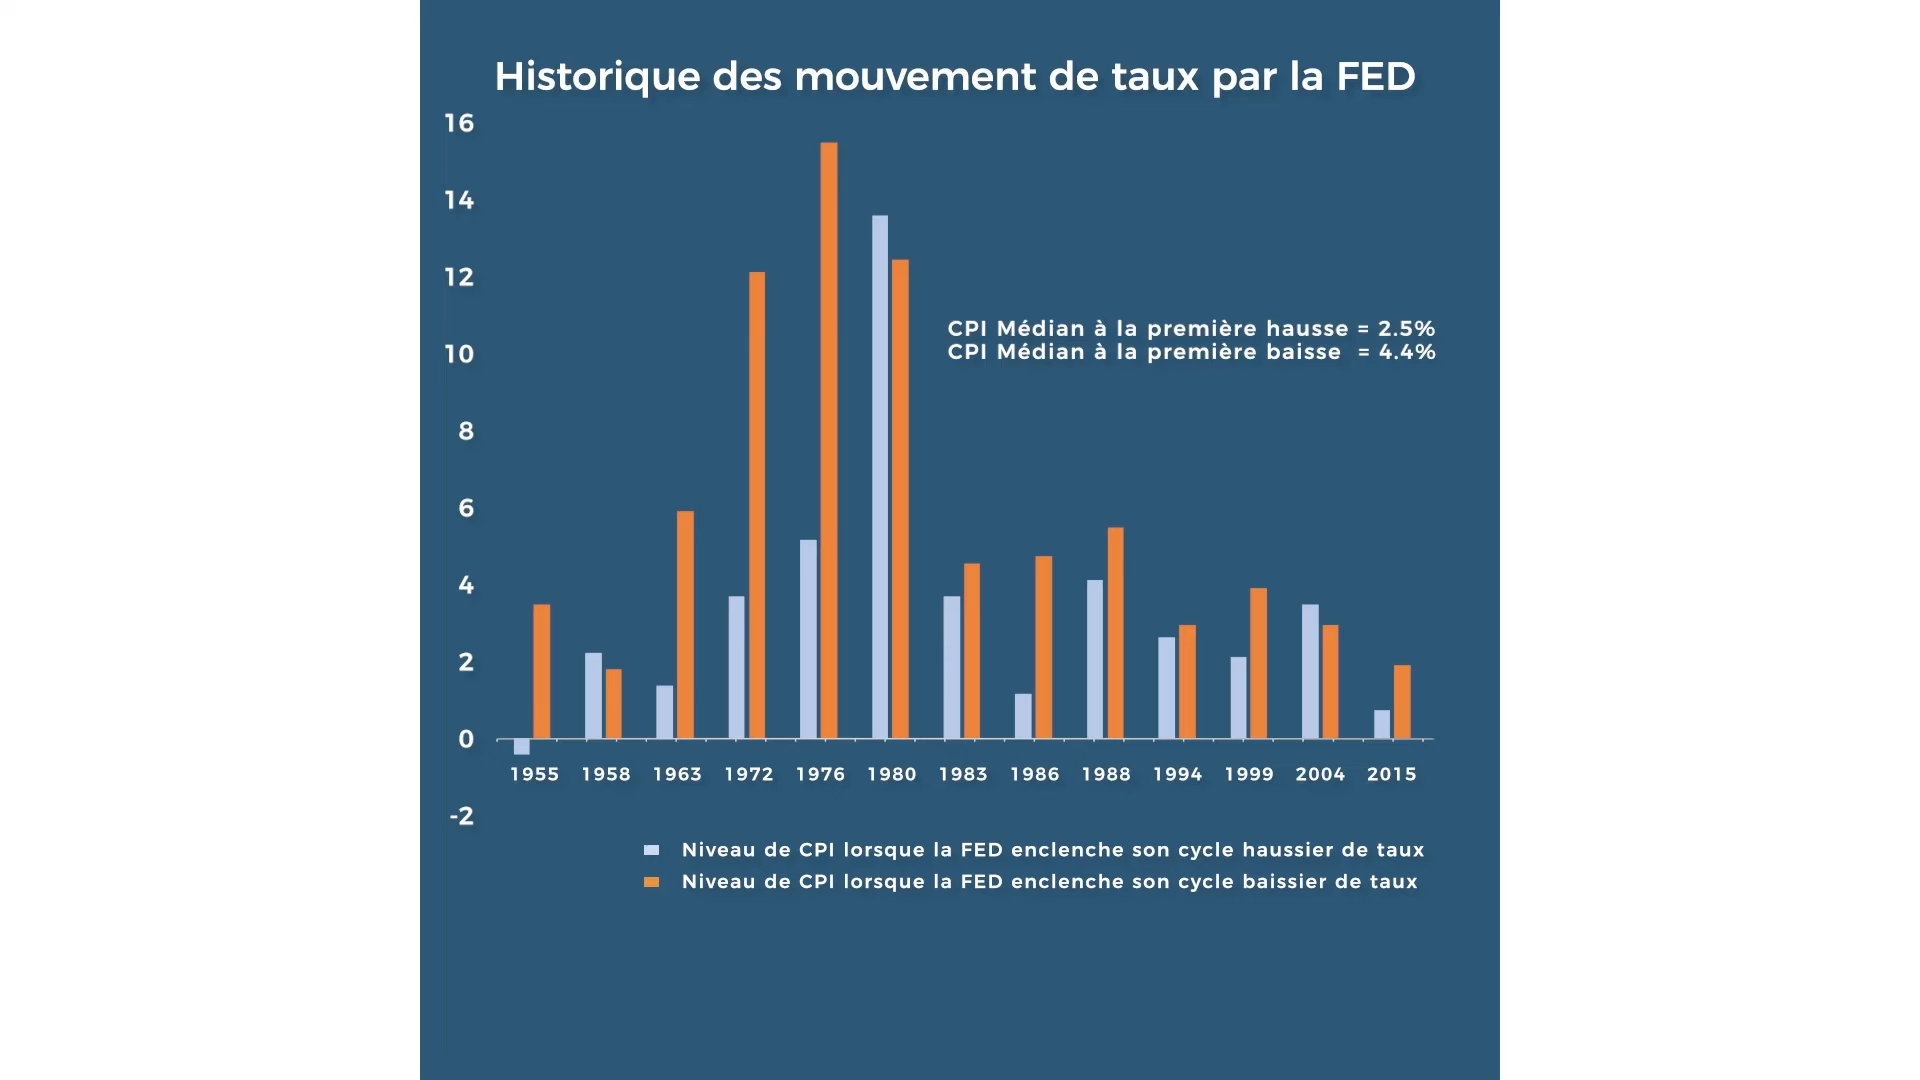 Historique des mouvement de taux par la FED
16
14
12
10
8
6
4
2
0
-2
CPI Médian à la première hausse = 2.5%
CPI Médian à la première baisse = 4.4%
1955 1958 1963 1972 1976 1980 1983 1986 1988 1994 1999 2004 2015
Niveau de CPI lorsque la FED enclenche son cycle haussier de taux
Niveau de CPI lorsque la FED enclenche son cycle baissier de taux